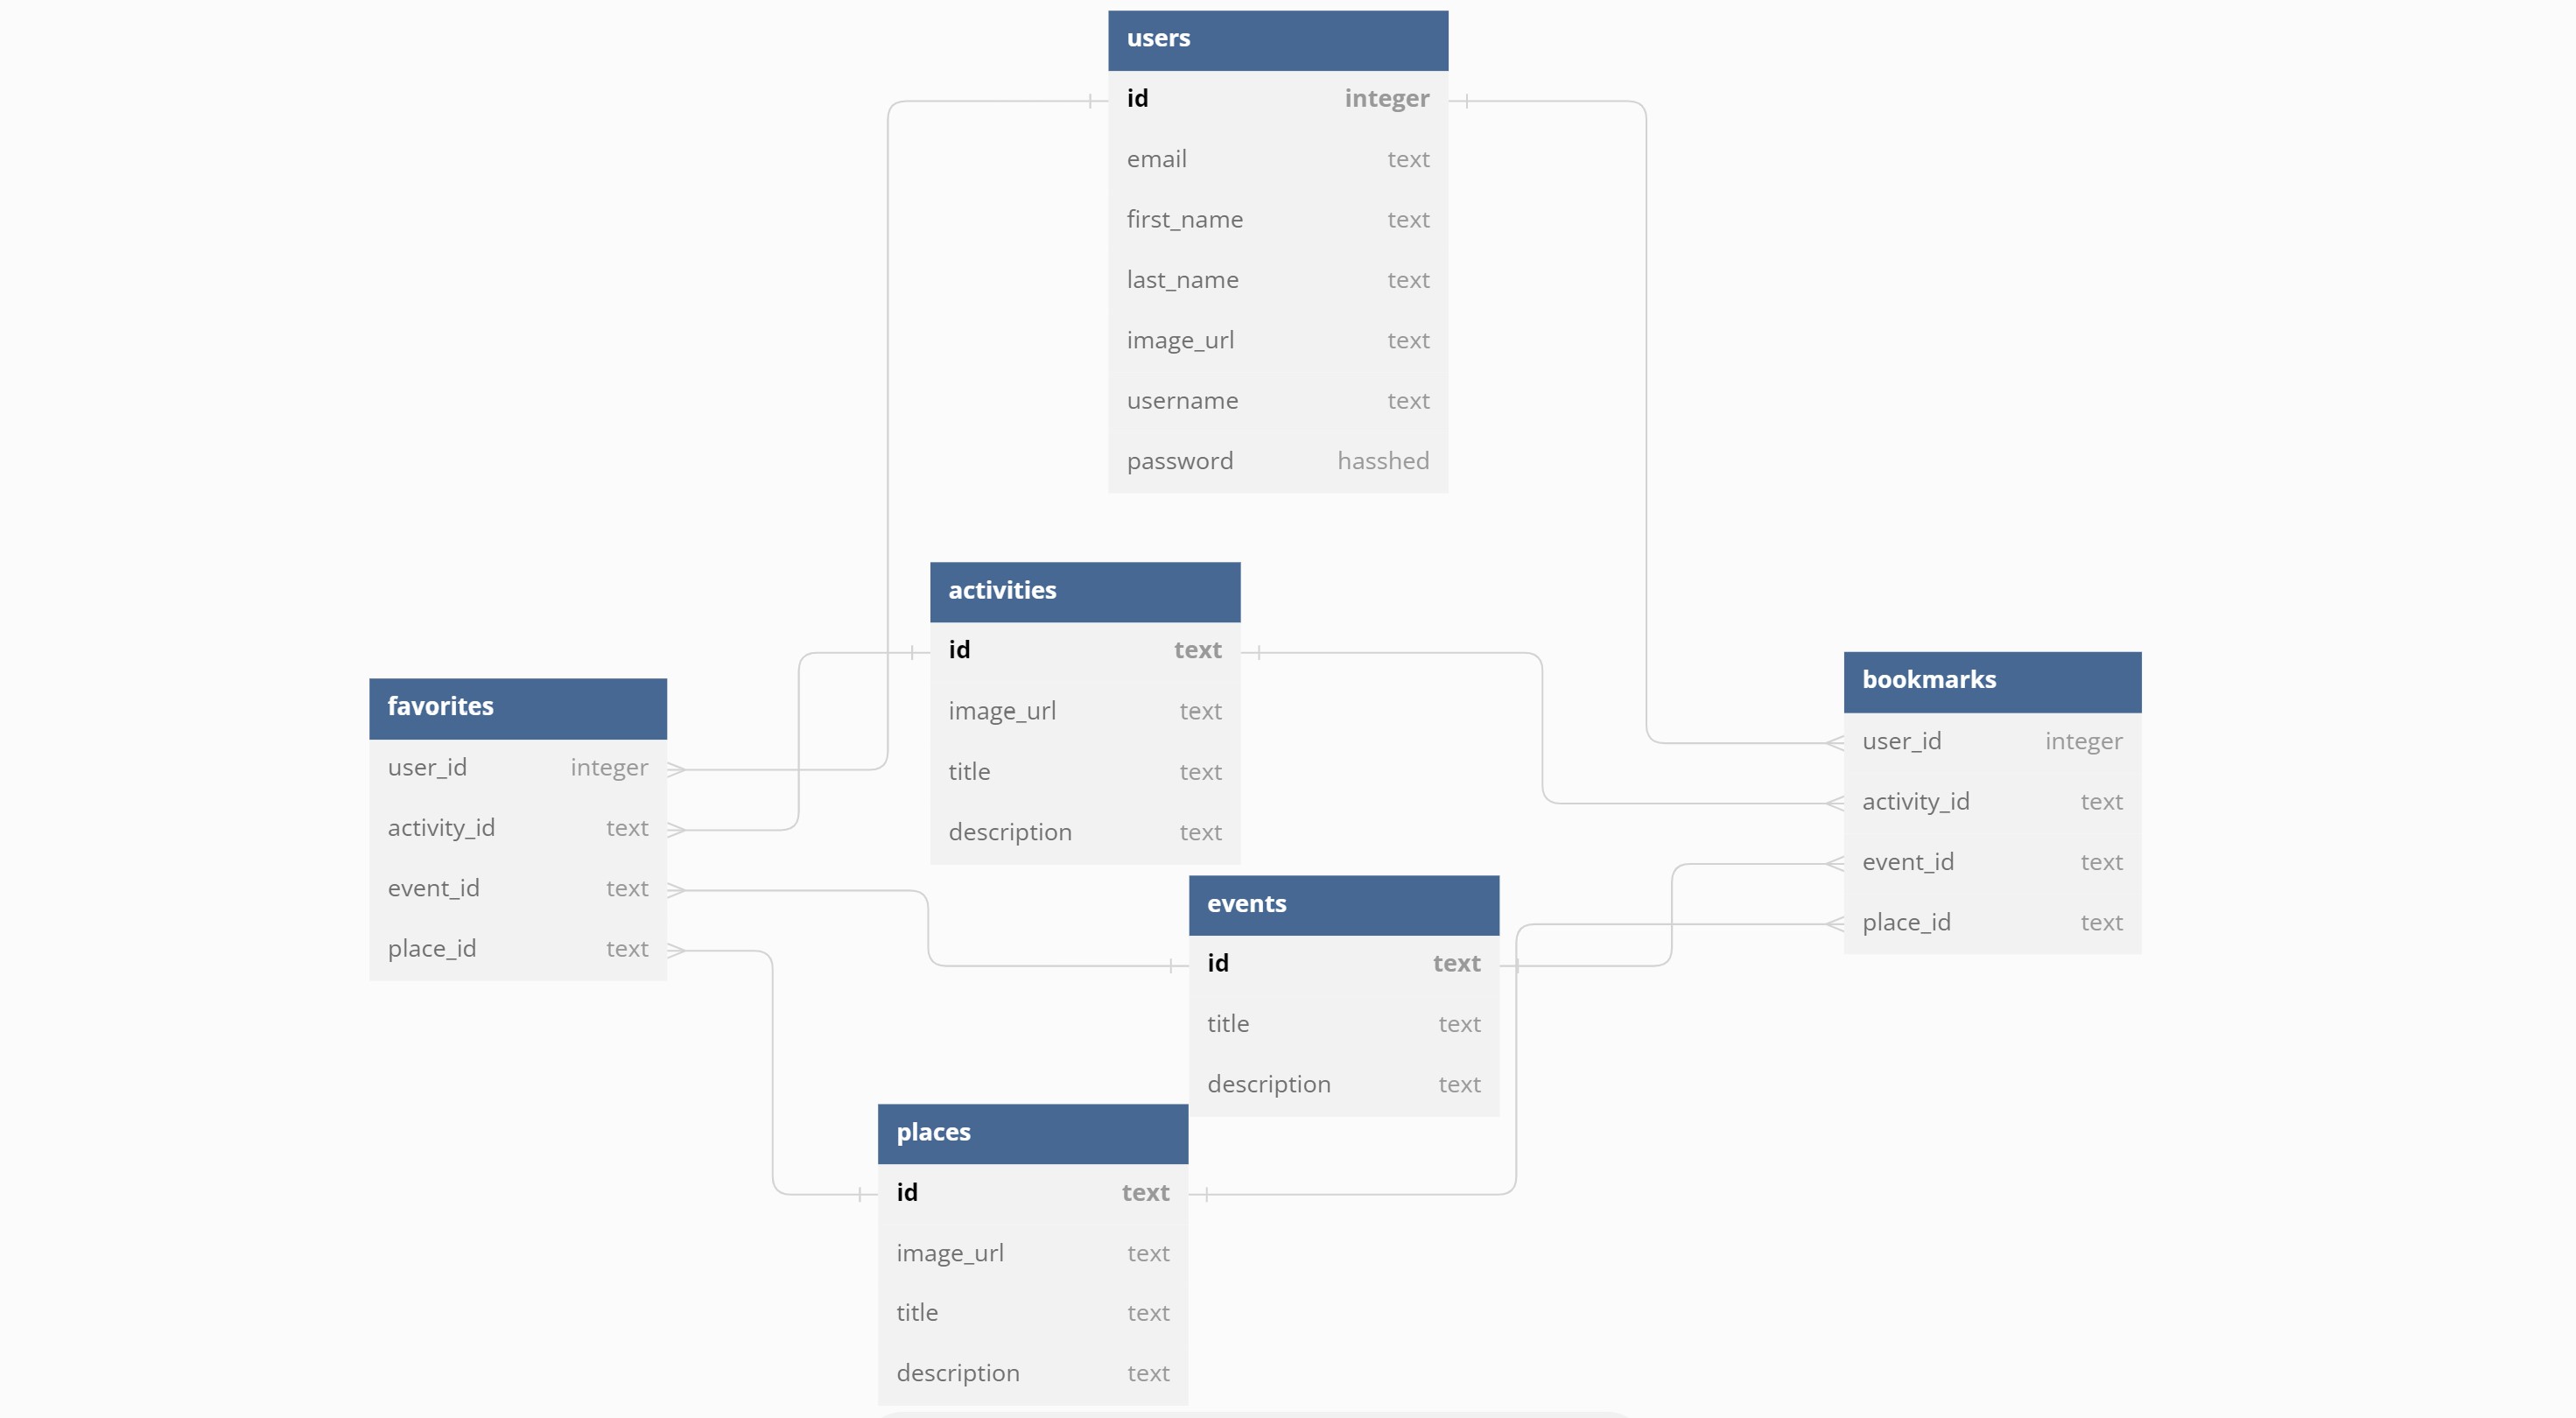 users
id integer
email text
first_name text
last_name text
image_url text
username text
password hasshed
activities
id text
image_url text
title text
description text
favorites
user_id integer
activity_id text
event_id text
place_id text
bookmarks
user_id integer
activity_id text
event_id text
place_id text
events
id text
title text
description text
places
id text
image_url text
title text
description text